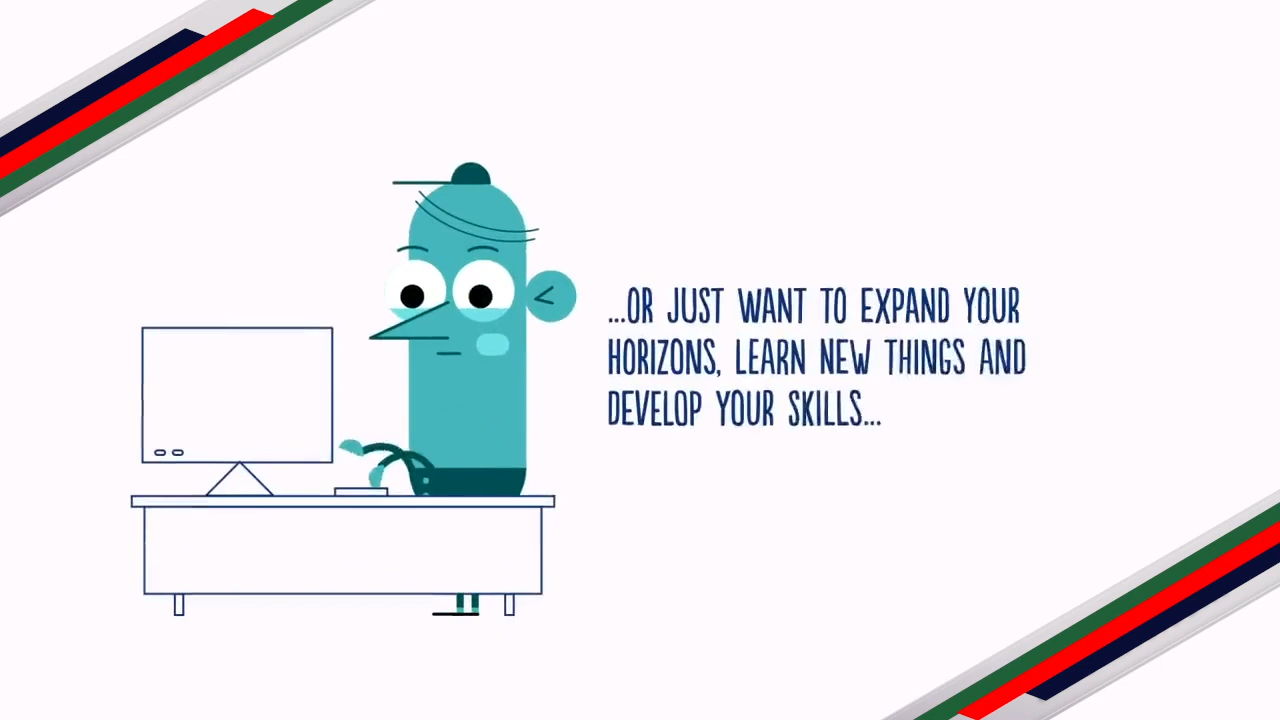 ...OR JUST WANT TO EXPAND YOUR
HORIZONS, LEARN NEW THINGS AND
DEVELOP YOUR SKILLS...